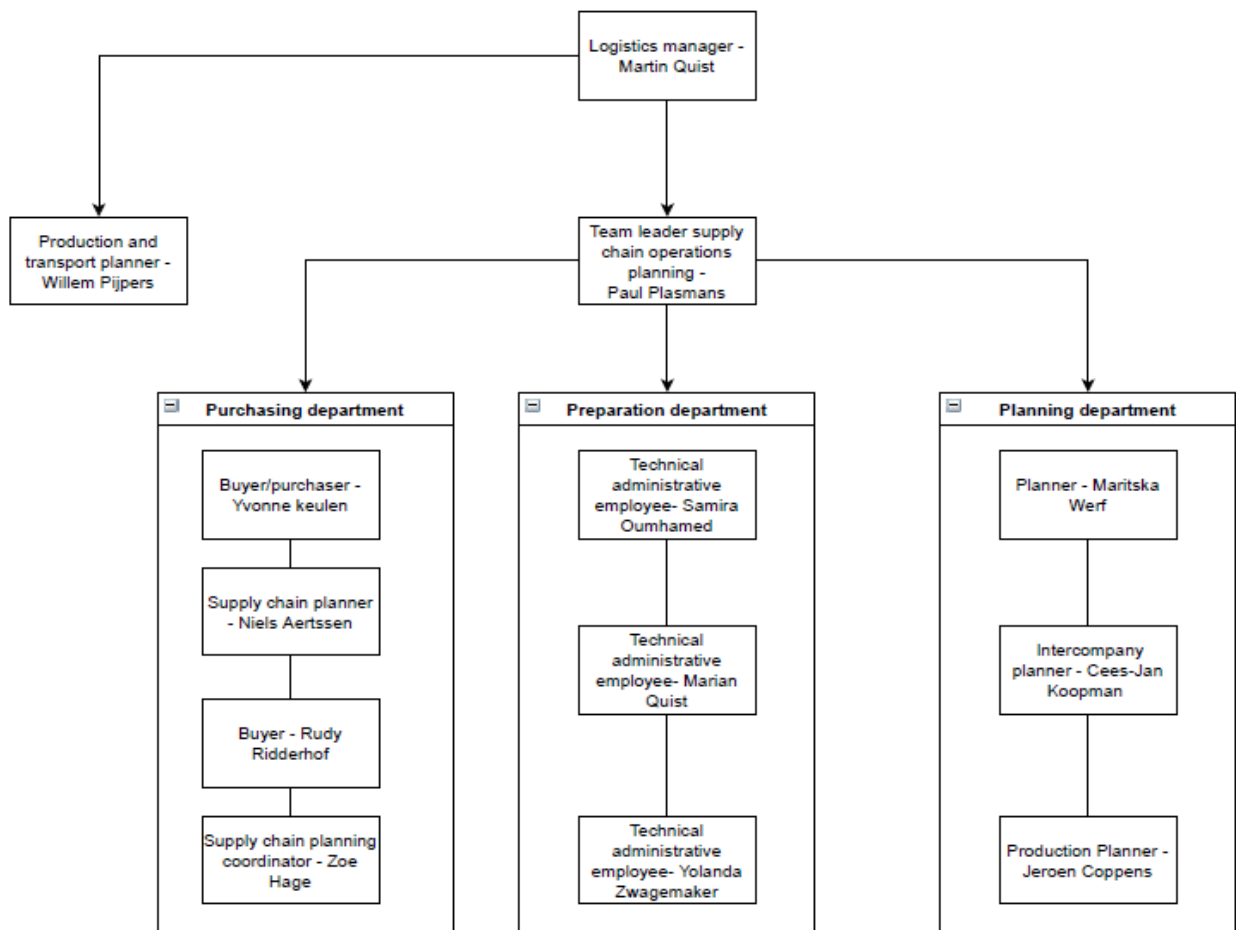 Logistics manager -
Martin Quist
Production and
transport planner -
Willem Pijpers
Team leader supply
chain operations
planning -
Paul Plasmans
Purchasing department
Buyer/purchaser -
Yvonne keulen
Supply chain planner
- Niels Aertssen
Buyer - Rudy
Ridderhof
Supply chain planning
coordinator - Zoe
Hage
Preparation department
Technical
administrative
employee- Samira
Oumhamed
Technical
administrative
employee- Marian
Quist
Technical
administrative
employee- Yolanda
Zwagemaker
Planning department
Planner - Maritska
Werf
Intercompany
planner - Cees-Jan
Koopman
Production Planner -
Jeroen Coppens